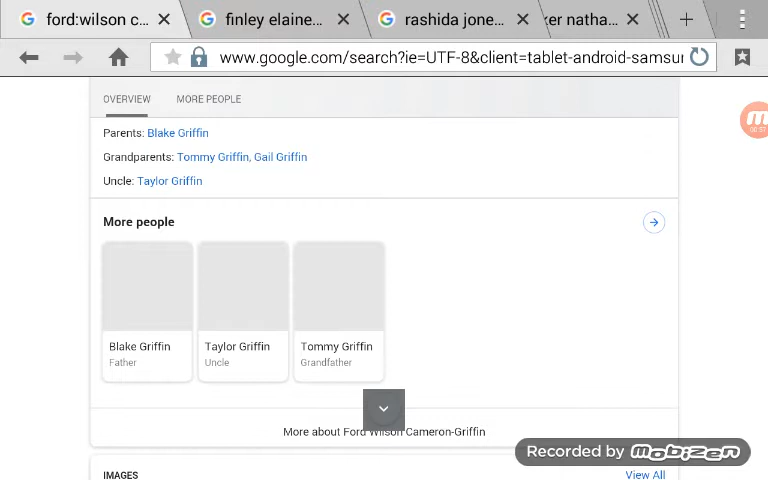 ford:wilson c...
finley elaine...
rashida jone...
ker natha...
www.google.com/search?ie=UTF-8&client=tablet-android-samsur
OVERVIEW MORE PEOPLE
Parents: Blake Griffin
Grandparents: Tommy Griffin, Gail Griffin
Uncle: Taylor Griffin
More people
Blake Griffin
Father
Taylor Griffin
Uncle
Tommy Griffin
Grandfather
More about Ford Wilson Cameron-Griffin
Recorded by mobizen
IMAGES View All